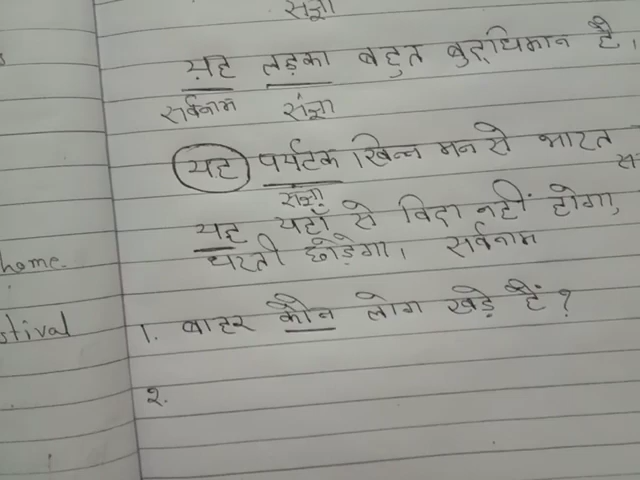 संज्ञा
यह लड़का बहुत बुद्धिमान है।
सर्वनाम संज्ञा
यह पर्यटक खिन्न मन से भारत
संज्ञा
यह यहाँ से विदा नहीं होगा,
home.
धरती छोड़ेगा। सर्वनाम
stival
1. बाहर कौन लोग खड़े हैं?
२.